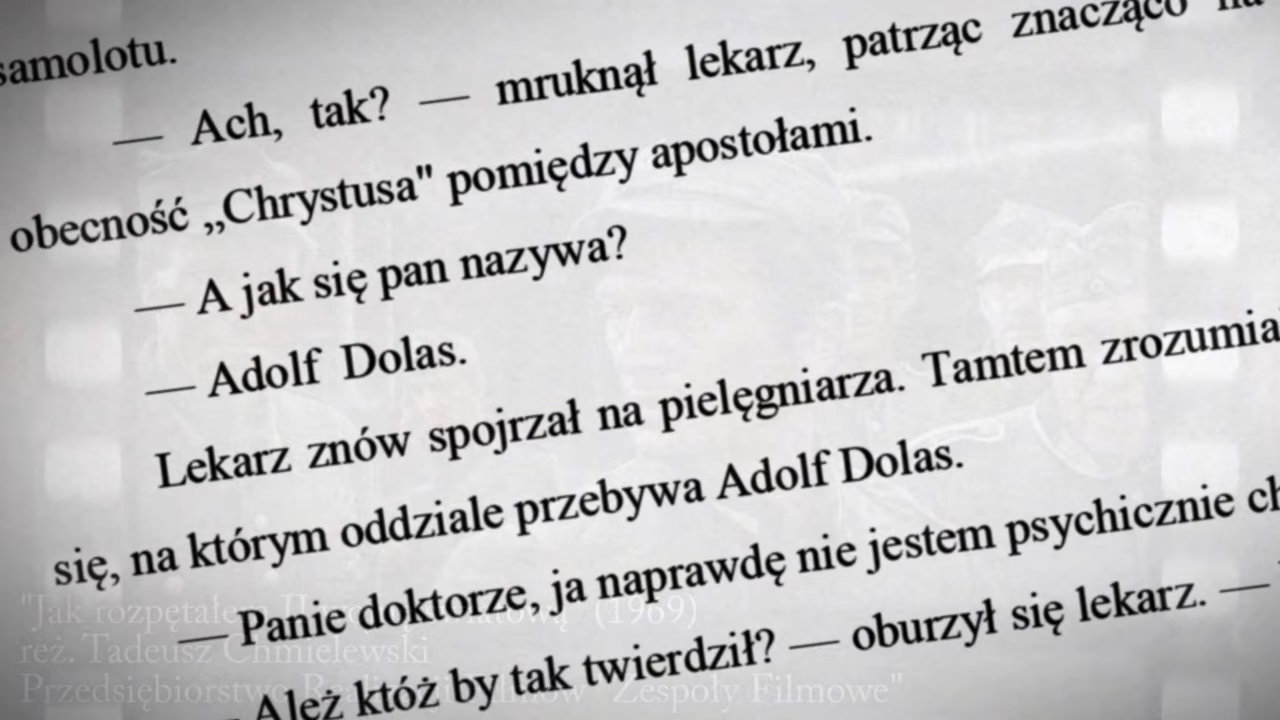 samolotu.
— Ach, tak? — mruknął lekarz, patrząc znacząco na
obecność „Chrystusa" pomiędzy apostołami.
— A jak się pan nazywa?
— Adolf Dolas.
Lekarz znów spojrzał na pielęgniarza. Tamtem
się, na którym oddziale przebywa Adolf Dolas.
— Panie doktorze, ja naprawdę nie jestem psychicznie
Ależ któż by tak twierdził? — oburzył się lekarz. —
"Jak rozpętałem (1969)
reż. Tadeusz Chmielewski
Przedsiębiorstwo "Zespoły Filmowe"